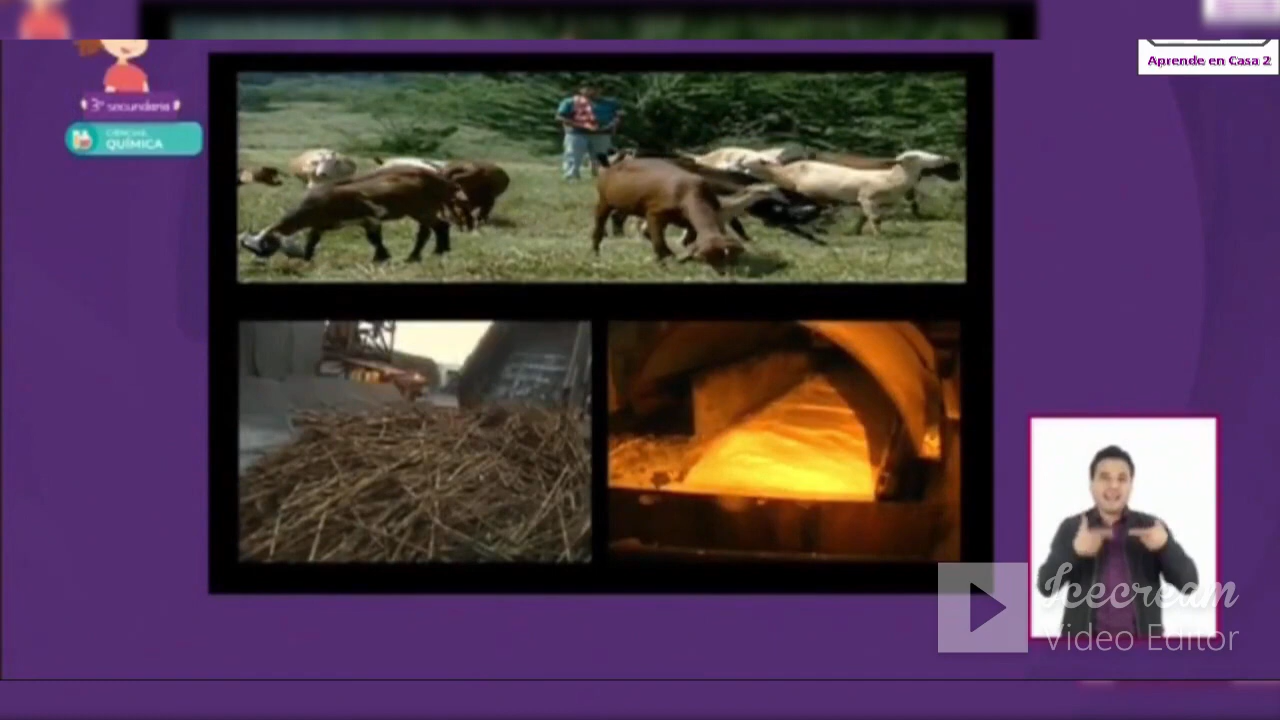 Aprende en Casa 2
3° secundaria
CIENCIAS.
QUÍMICA
Icecream
Video Editor